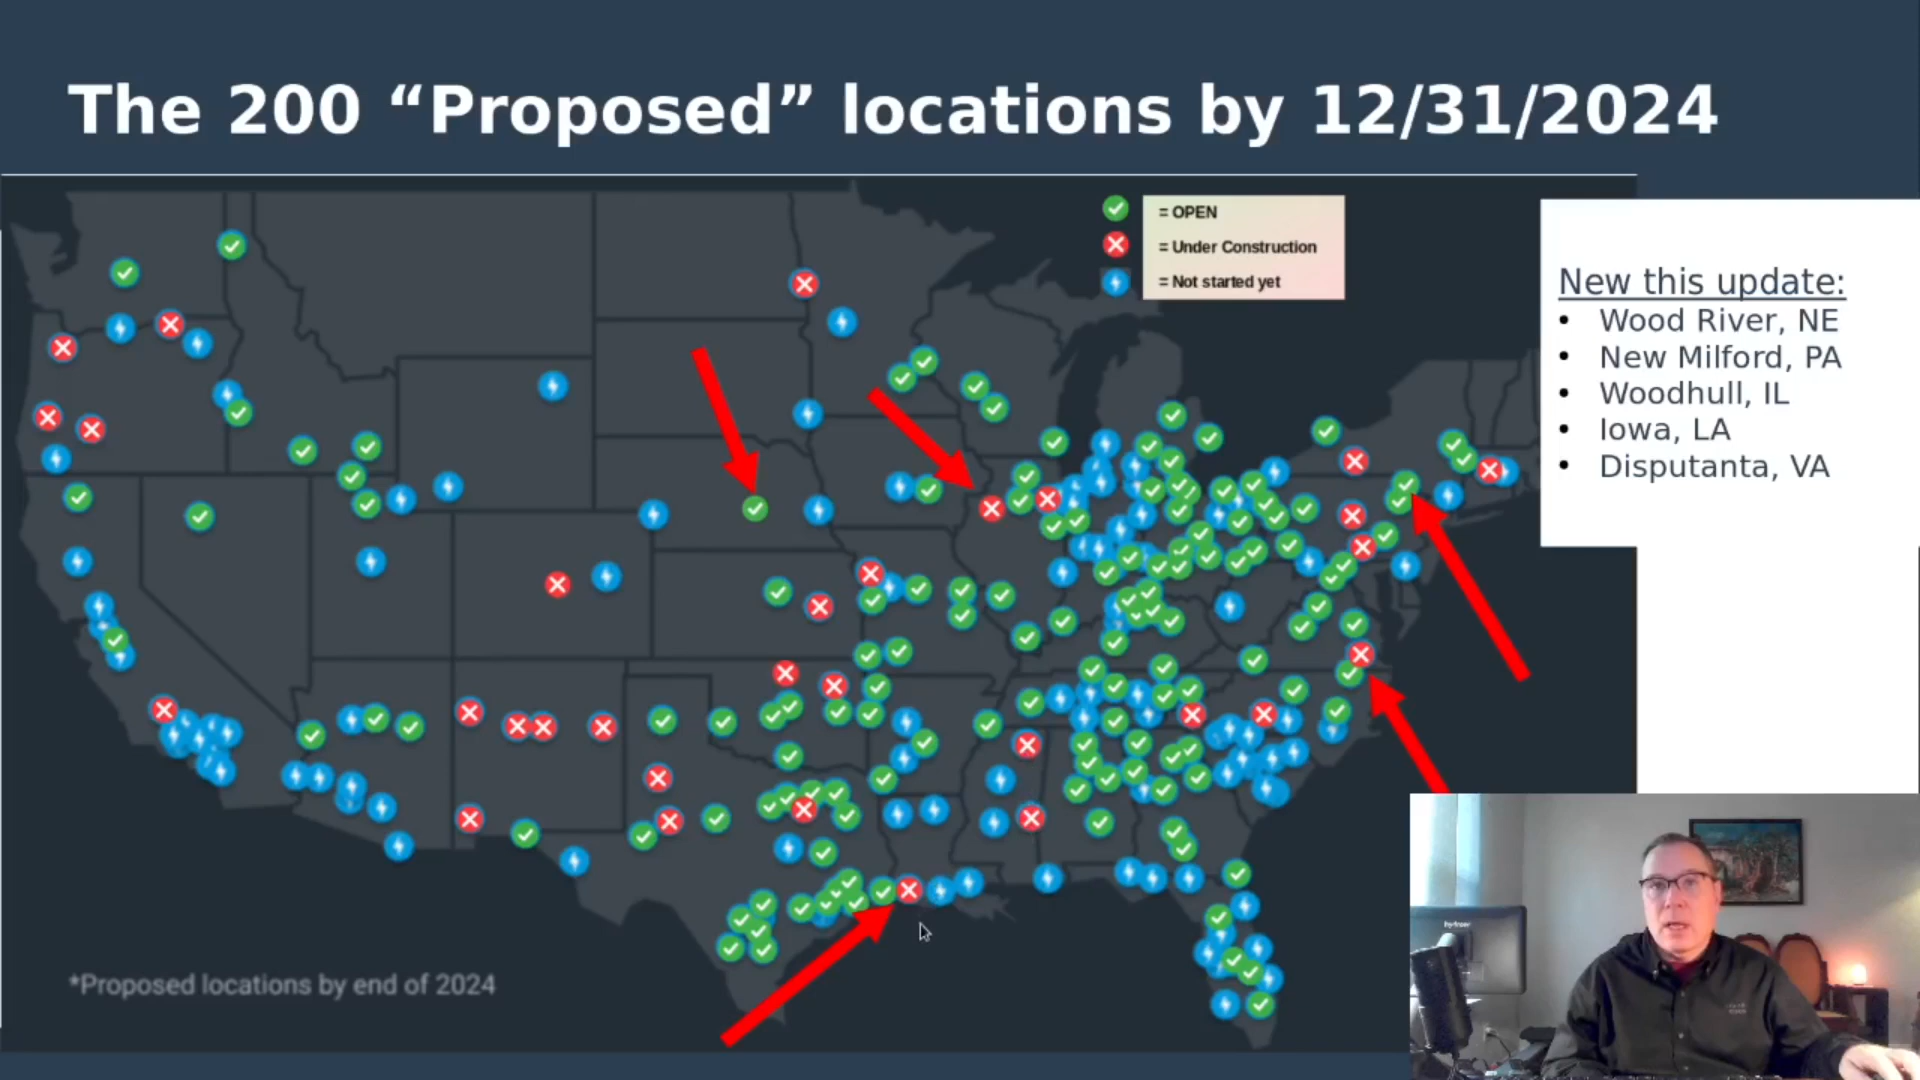 The 200 “Proposed” locations by 12/31/2024
= OPEN
= Under Construction
= Not started yet
New this update:
• Wood River, NE
• New Milford, PA
• Woodhull, IL
• Iowa, LA
• Disputanta, VA
*Proposed locations by end of 2024